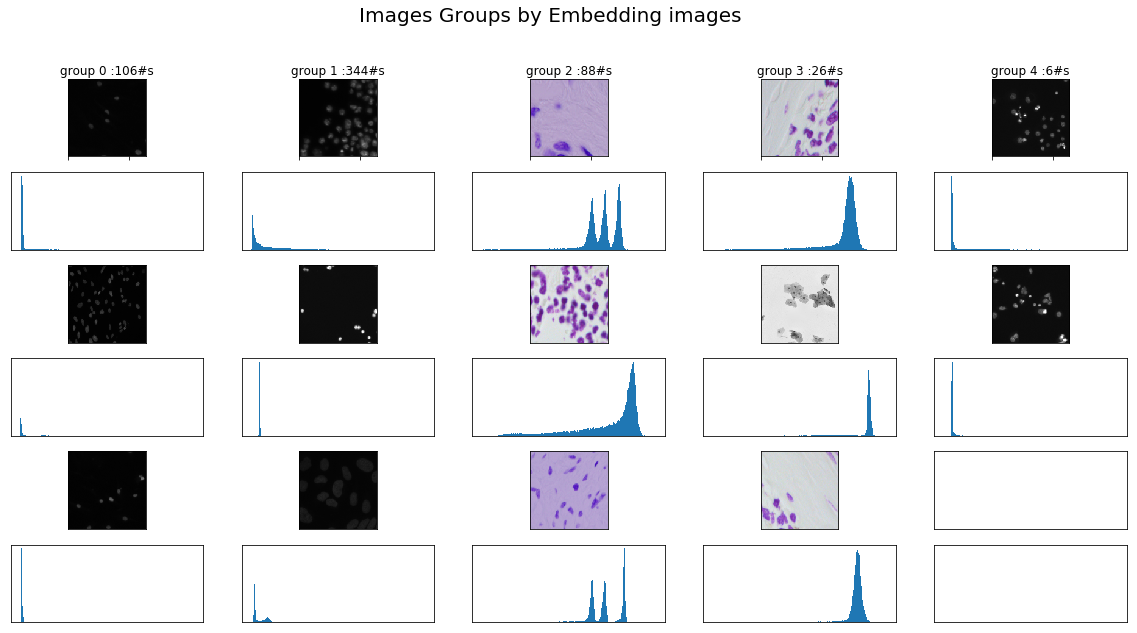 Images Groups by Embedding images
group 0 :106#s
group 1 :344#s
group 2 :88#s
group 3 :26#s
group 4 :6#s